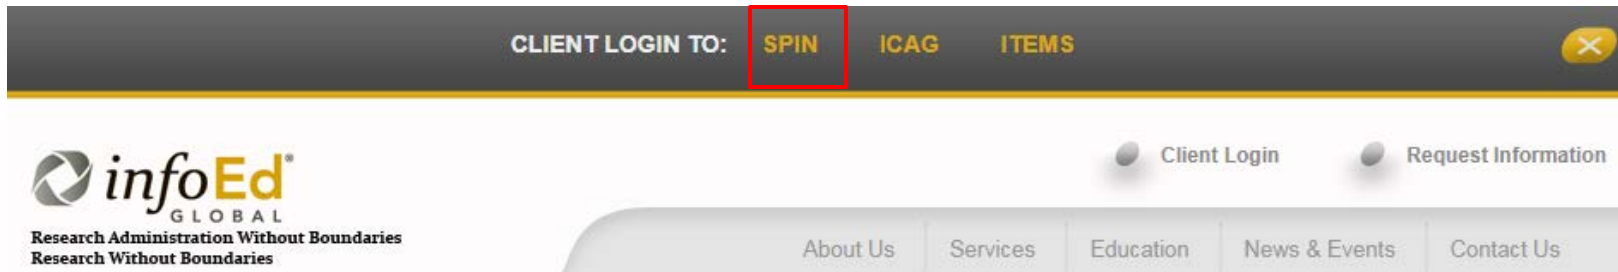 CLIENT LOGIN TO: SPIN ICAG ITEMS
Client Login Request Information
infoEd®
GLOBAL
Research Administration Without Boundaries
Research Without Boundaries
About Us Services Education News & Events Contact Us